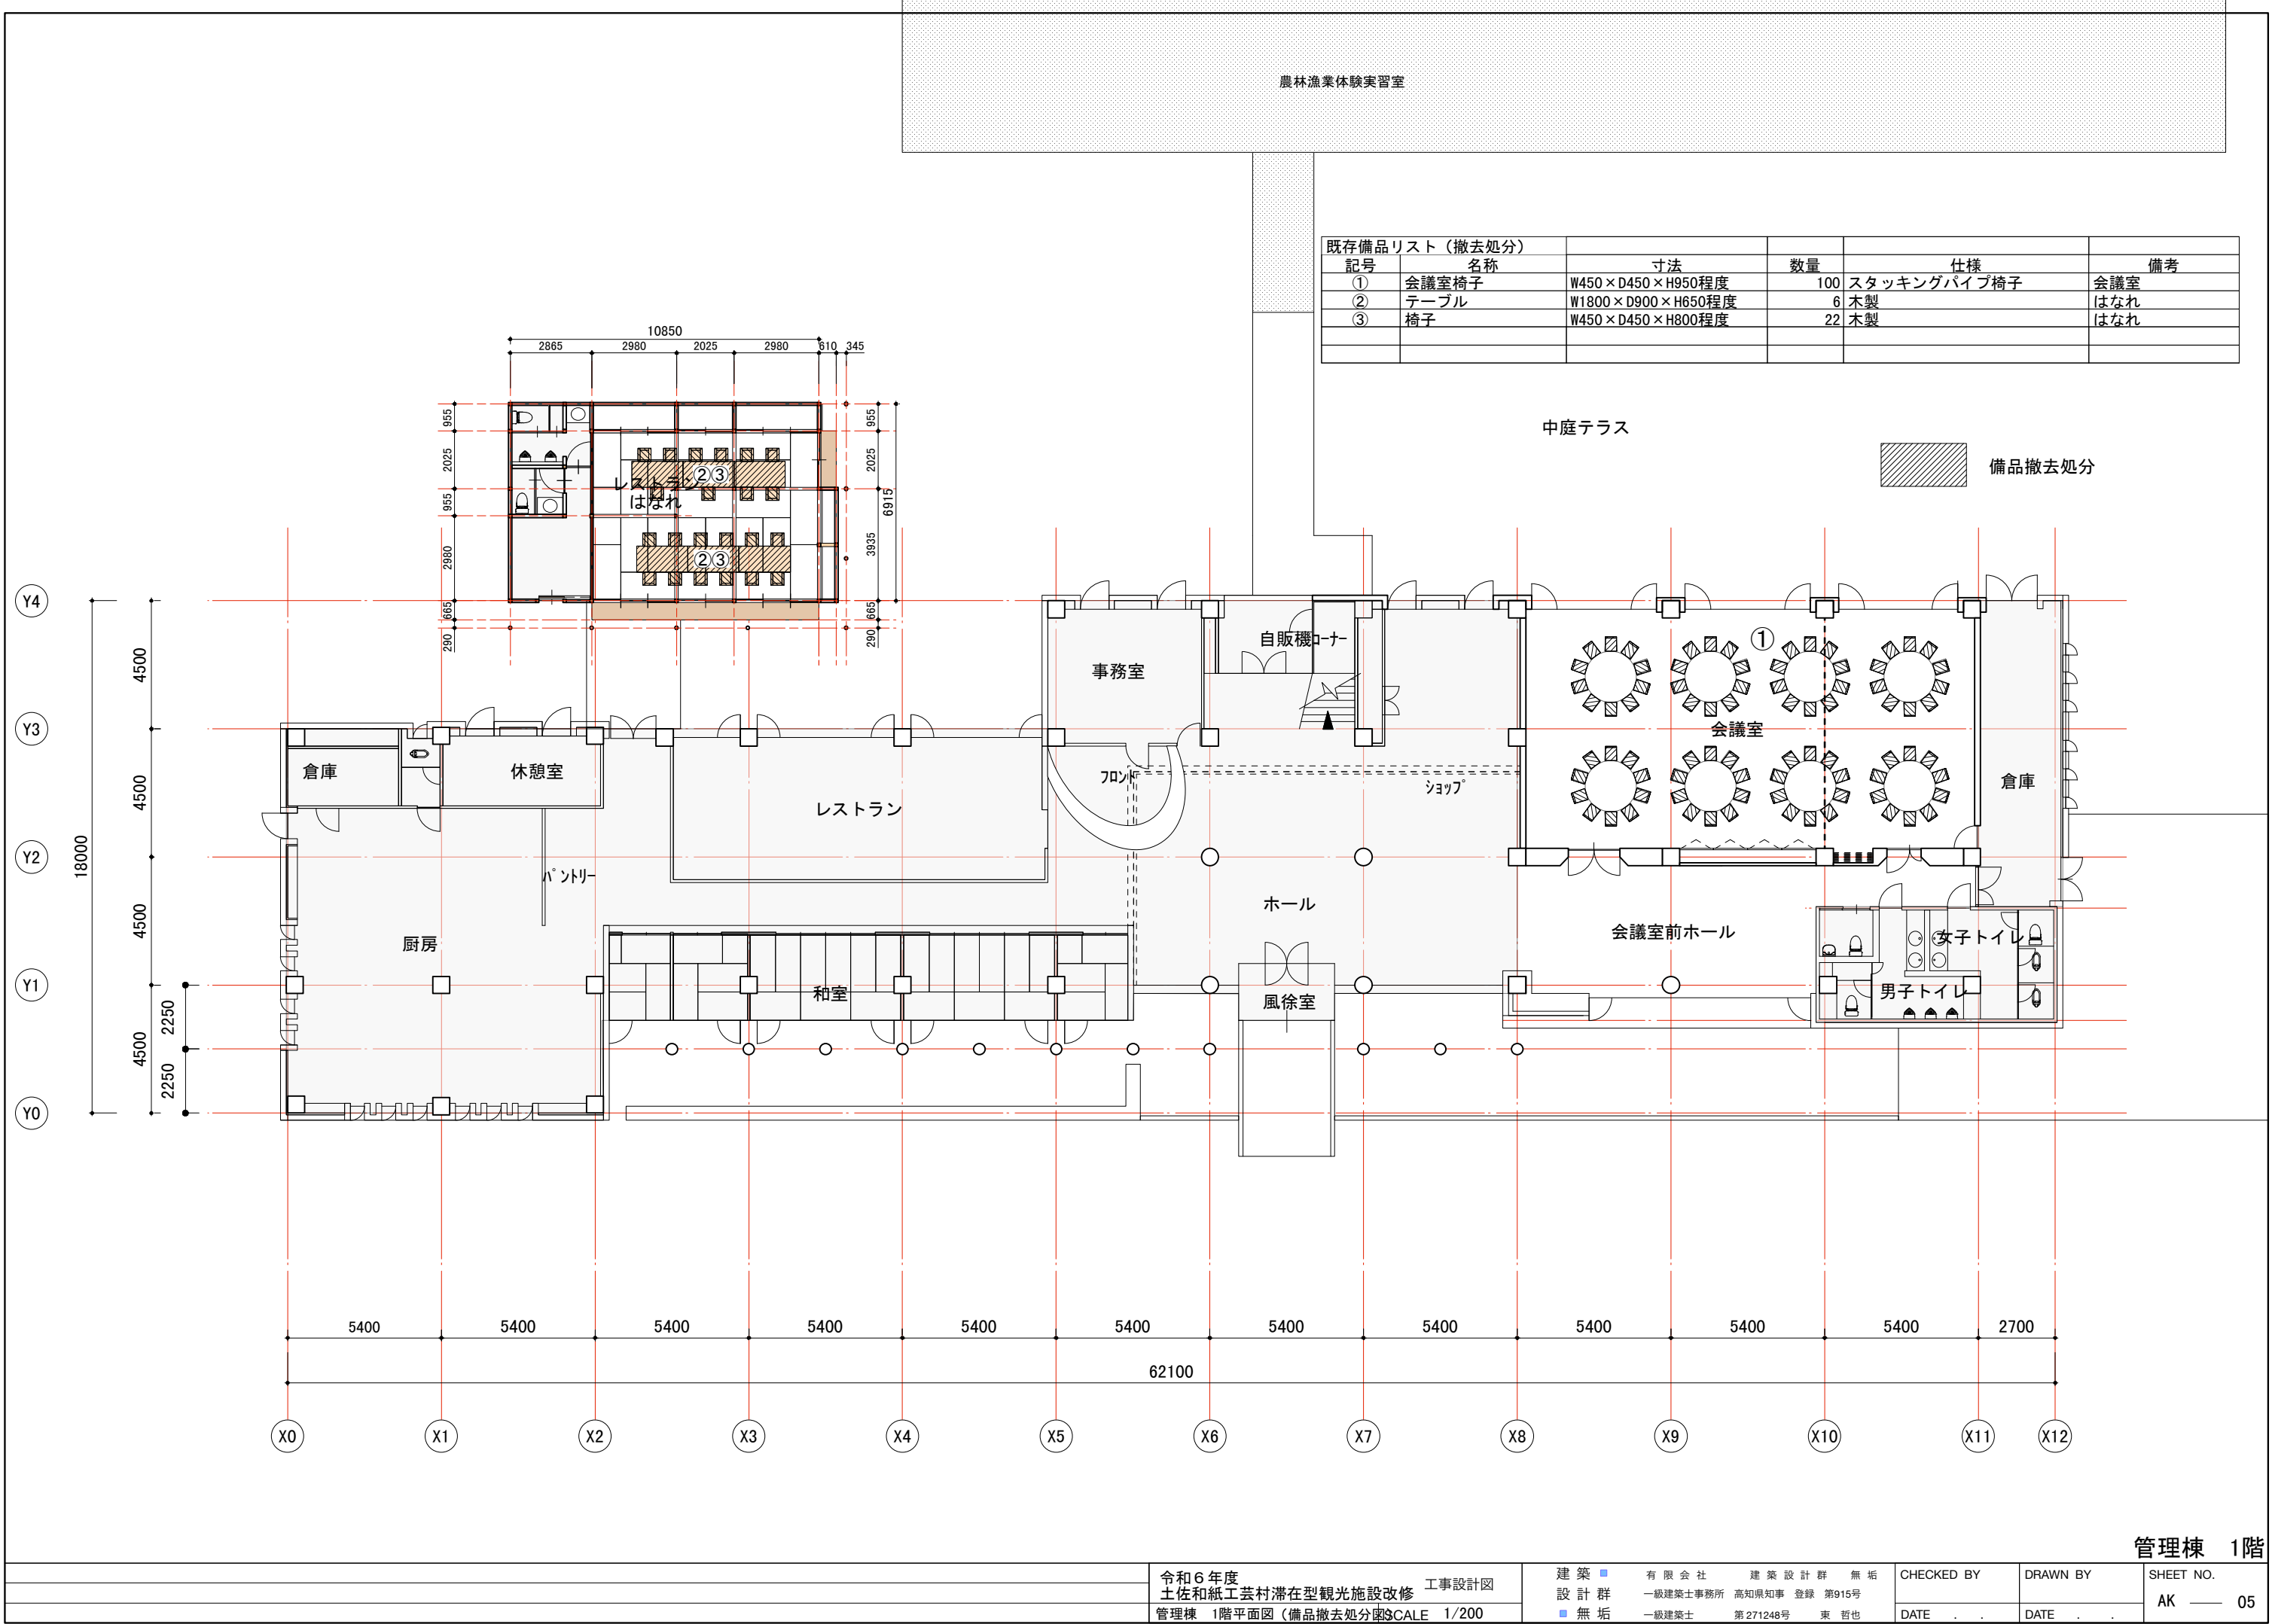 農林漁業体験実習室
既存備品リスト（撤去処分）
記号 名称 寸法 数量 仕様 備考
① 会議室椅子 W450×D450×H950程度 100 スタッキングパイプ椅子 会議室
② テーブル W1800×D900×H650程度 6 木製 はなれ
③ 椅子 W450×D450×H800程度 22 木製 はなれ
10850
2865 2980 2025 2980 610 345
中庭テラス
備品撤去処分
955 2025 955 2980 665 290
955 2025 3935 665 290
6915
②③
レストラン
はなれ
②③
Y4
Y3
Y2
Y1
Y0
18000
4500
4500
4500
4500
2250
2250
事務室
自販機コーナー
①
会議室
倉庫
休憩室
レストラン
フロント
ショップ
倉庫
パントリー
厨房
ホール
会議室前ホール
女子トイレ
和室
風徐室
男子トイレ
5400 5400 5400 5400 5400 5400 5400 5400 5400 5400 5400 2700
62100
X0 X1 X2 X3 X4 X5 X6 X7 X8 X9 X10 X11 X12
管理棟 1階
令和６年度
土佐和紙工芸村滞在型観光施設改修 工事設計図
管理棟 1階平面図（備品撤去処分図）SCALE 1/200
建築
設計群
無垢
有限会社 建築設計群 無垢
一級建築士事務所 高知県知事 登録 第915号
一級建築士 第271248号 東 哲也
CHECKED BY
DATE . .
DRAWN BY
DATE . .
SHEET NO.
AK —— 05